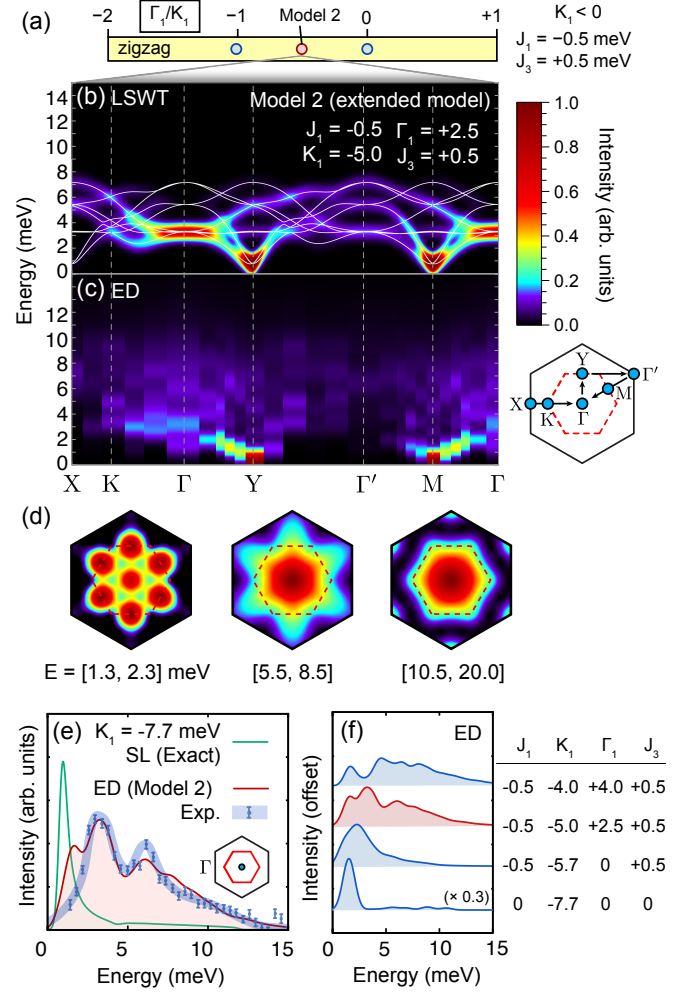 (a)
Γ₁/K₁
−2
−1
Model 2
0
+1
zigzag
K₁ < 0
J₁ = −0.5 meV
J₃ = +0.5 meV
(b) LSWT
Model 2 (extended model)
J₁ = -0.5 Γ₁ = +2.5
K₁ = -5.0 J₃ = +0.5
14
12
10
8
6
4
2
0
Energy (meV)
(c) ED
10
8
6
4
2
0
X K Γ Y Γ′ M Γ
1.0
0.8
0.6
0.4
0.2
0.0
Intensity (arb. units)
Y
Γ′
X
K
Γ
M
(d)
E = [1.3, 2.3] meV
[5.5, 8.5]
[10.5, 20.0]
(e)
K₁ = -7.7 meV
SL (Exact)
ED (Model 2)
Exp.
Γ
Intensity (arb. units)
0 5 10 15
Energy (meV)
(f)
ED
(× 0.3)
Intensity (offset)
0 5 10 15
Energy (meV)
J₁ K₁ Γ₁ J₃
-0.5 -4.0 +4.0 +0.5
-0.5 -5.0 +2.5 +0.5
-0.5 -5.7 0 +0.5
0 -7.7 0 0